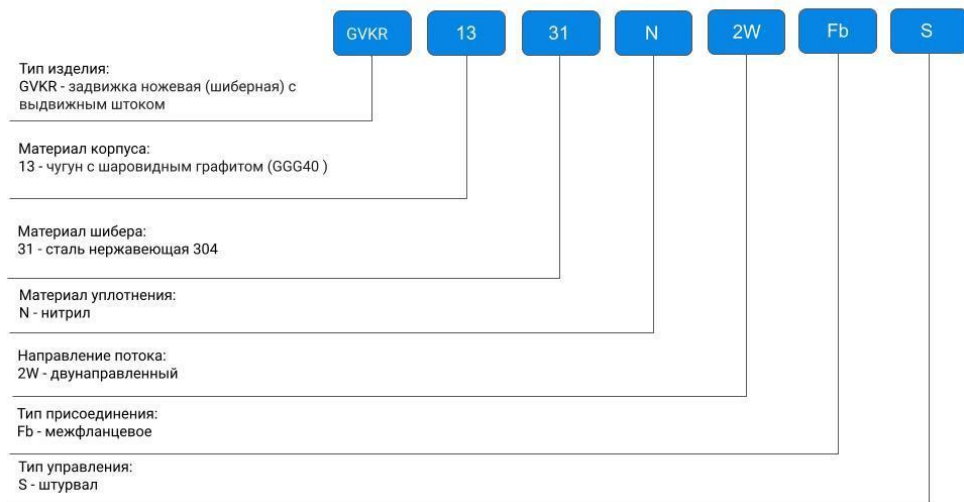 GVKR 13 31 N 2W Fb S
Тип изделия:
GVKR - задвижка ножевая (шиберная) с
выдвижным штоком
Материал корпуса:
13 - чугун с шаровидным графитом (GGG40 )
Материал шибера:
31 - сталь нержавеющая 304
Материал уплотнения:
N - нитрил
Направление потока:
2W - двунаправленный
Тип присоединения:
Fb - межфланцевое
Тип управления:
S - штурвал